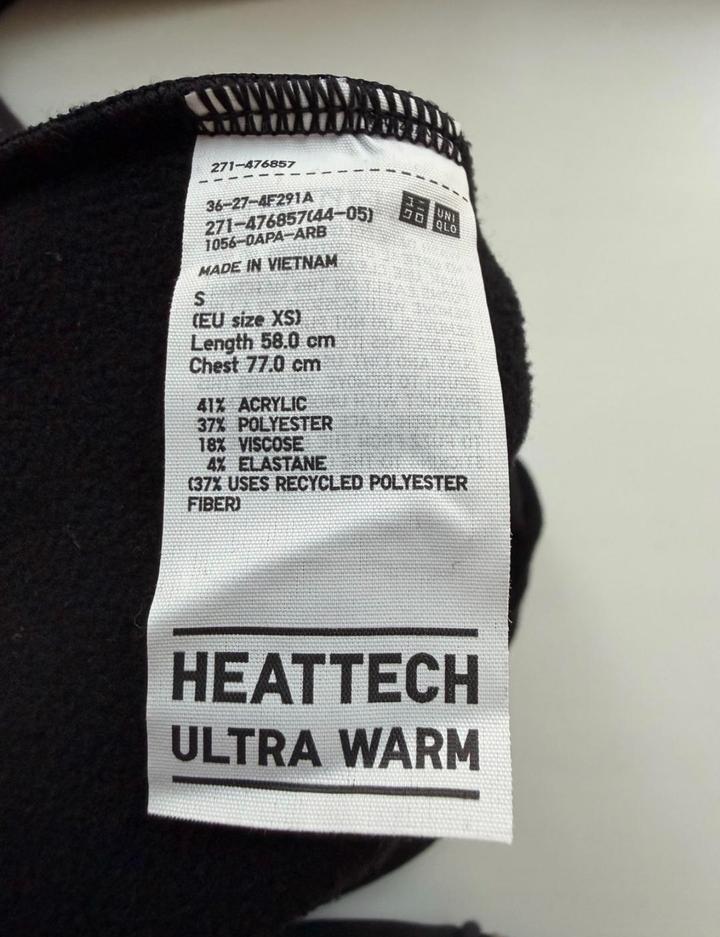 271-476857
36-27-4F291A
271-476857(44-05)
1056-0APA-ARB
ユニ
クロ
UNI
QLO
MADE IN VIETNAM
S
(EU size XS)
Length 58.0 cm
Chest 77.0 cm
41% ACRYLIC
37% POLYESTER
18% VISCOSE
4% ELASTANE
(37% USES RECYCLED POLYESTER
FIBER)
HEATTECH
ULTRA WARM